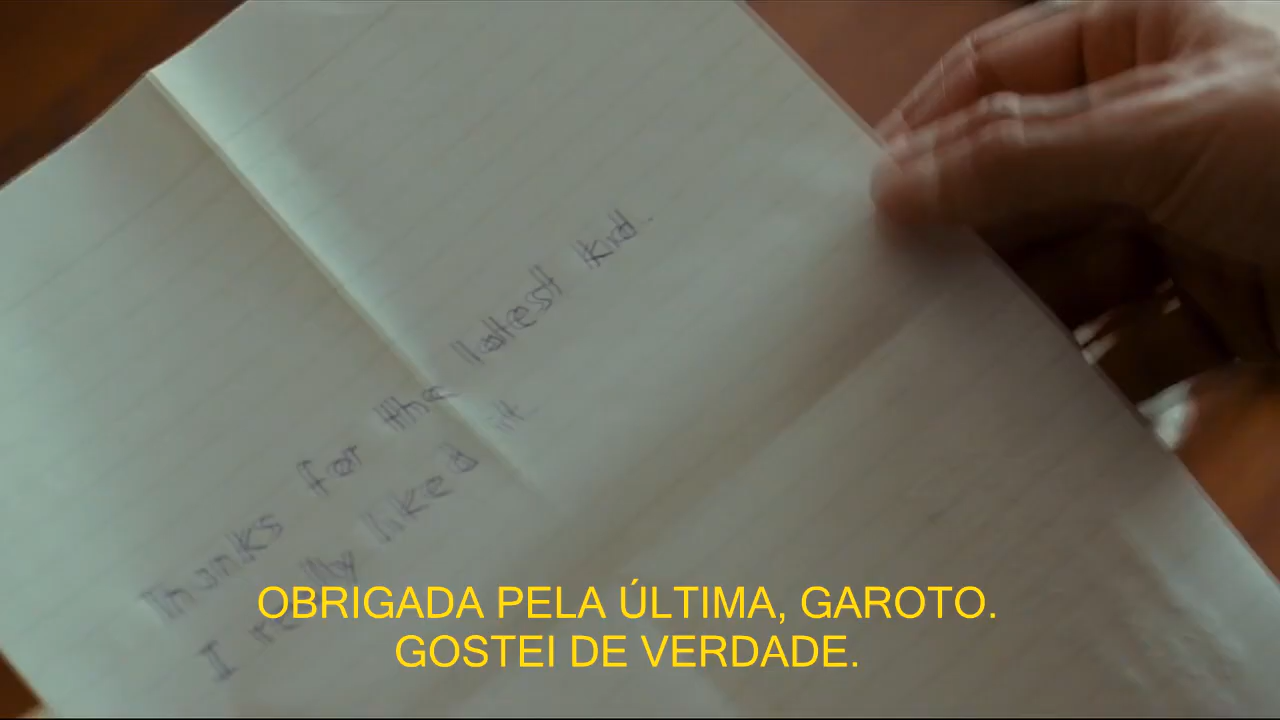 Thanks for the latest kid.
I really liked it.
OBRIGADA PELA ÚLTIMA, GAROTO.
GOSTEI DE VERDADE.